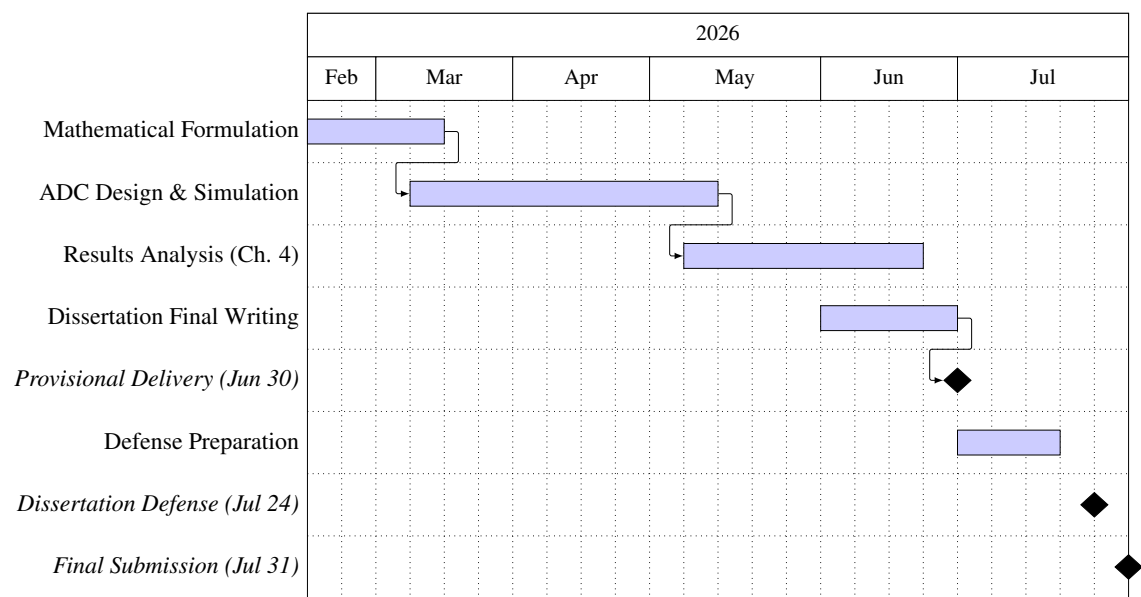 2026
Feb Mar Apr May Jun Jul
Mathematical Formulation
ADC Design & Simulation
Results Analysis (Ch. 4)
Dissertation Final Writing
Provisional Delivery (Jun 30)
Defense Preparation
Dissertation Defense (Jul 24)
Final Submission (Jul 31)